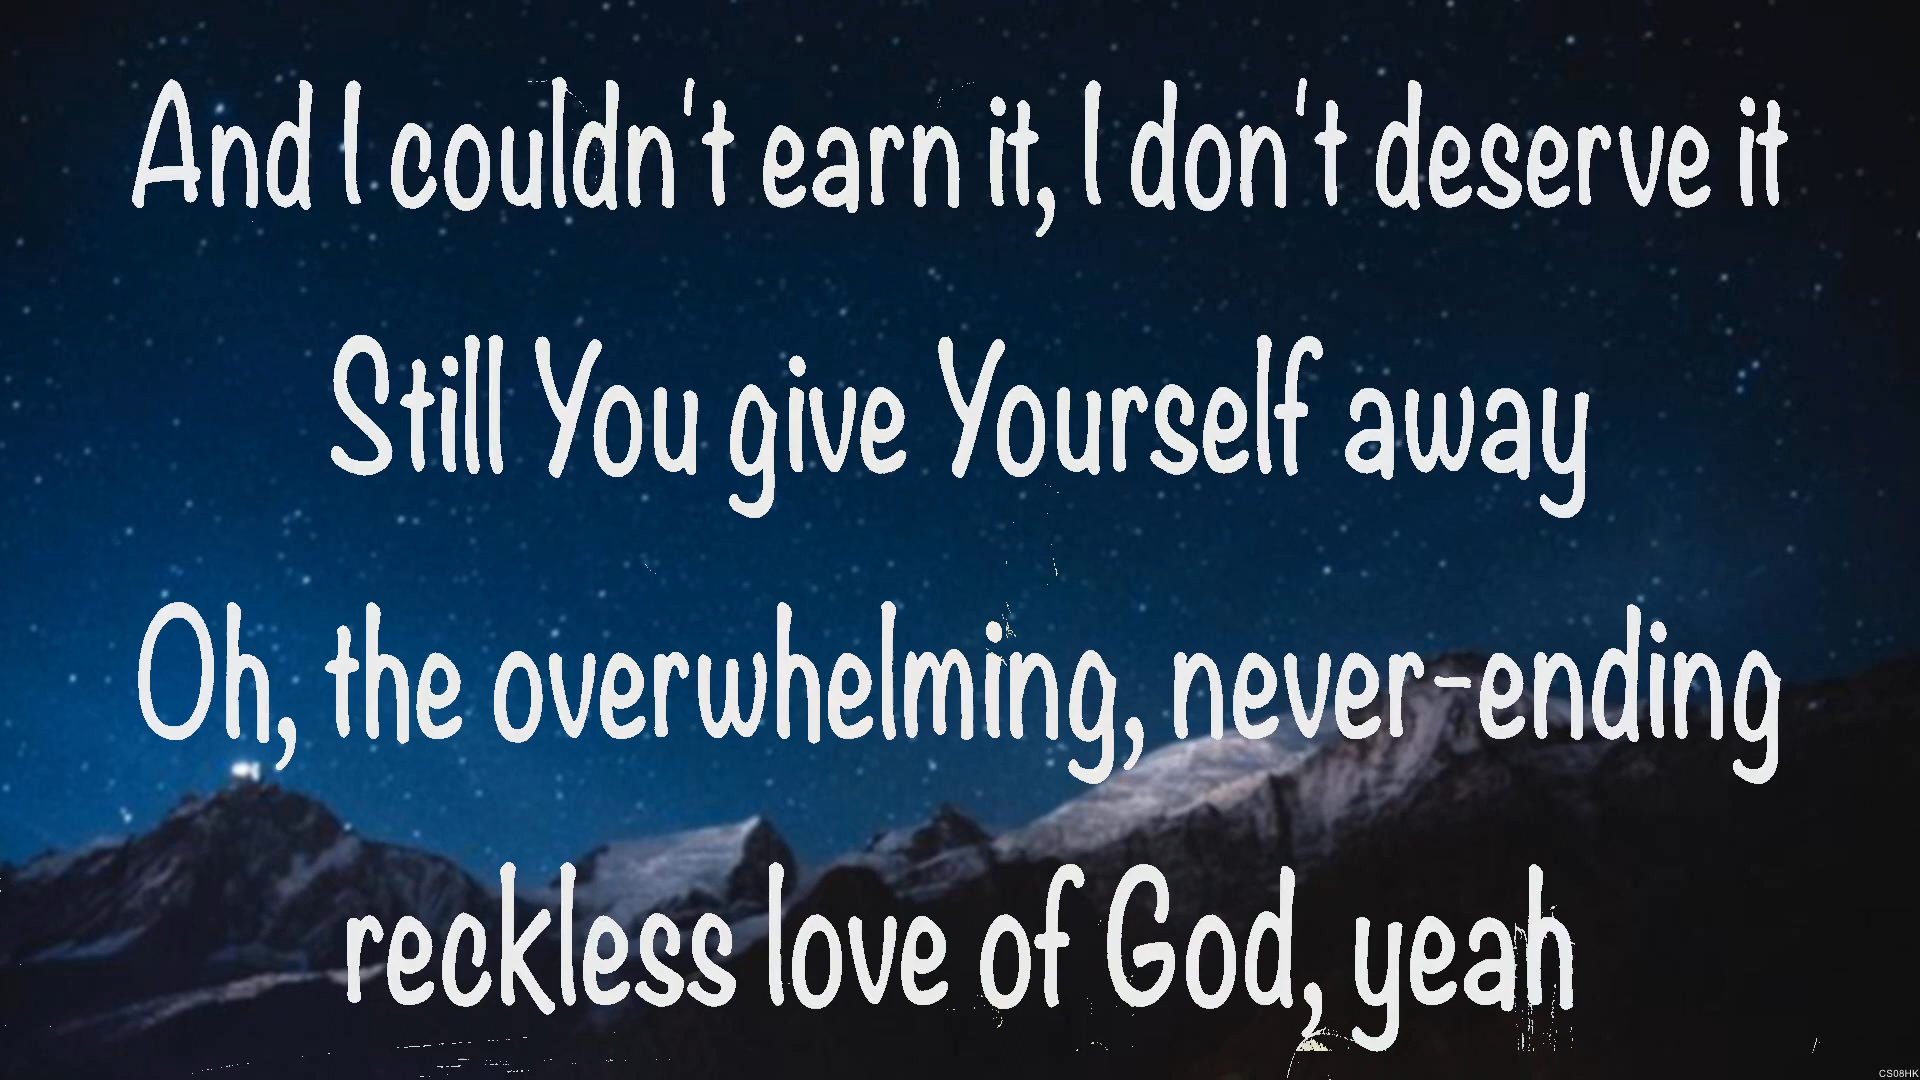 And I couldn't earn it, I don't deserve it
Still You give Yourself away
Oh, the overwhelming, never-ending
reckless love of God, yeah
CS08HK